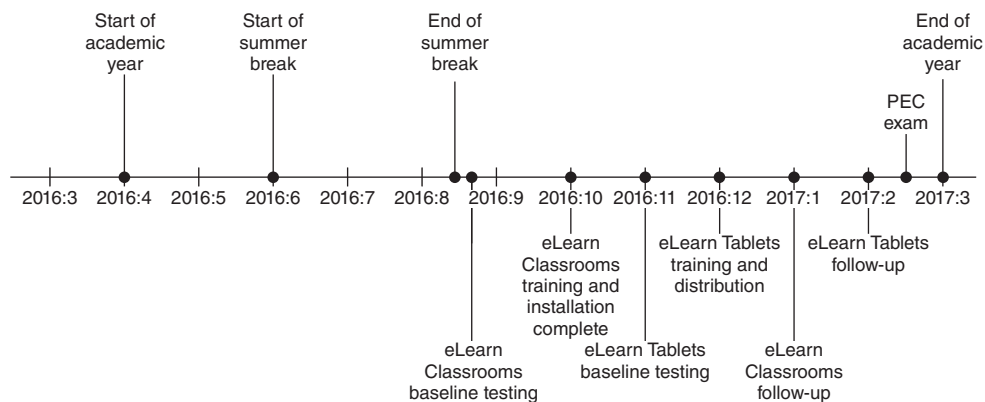 Start of
academic
year
Start of
summer
break
End of
summer
break
End of
academic
year
PEC
exam
2016:3 2016:4 2016:5 2016:6 2016:7 2016:8 2016:9 2016:10 2016:11 2016:12 2017:1 2017:2 2017:3
eLearn
Classrooms
training and
installation
complete
eLearn Tablets
training and
distribution
eLearn Tablets
follow-up
eLearn
Classrooms
baseline testing
eLearn Tablets
baseline testing
eLearn
Classrooms
follow-up